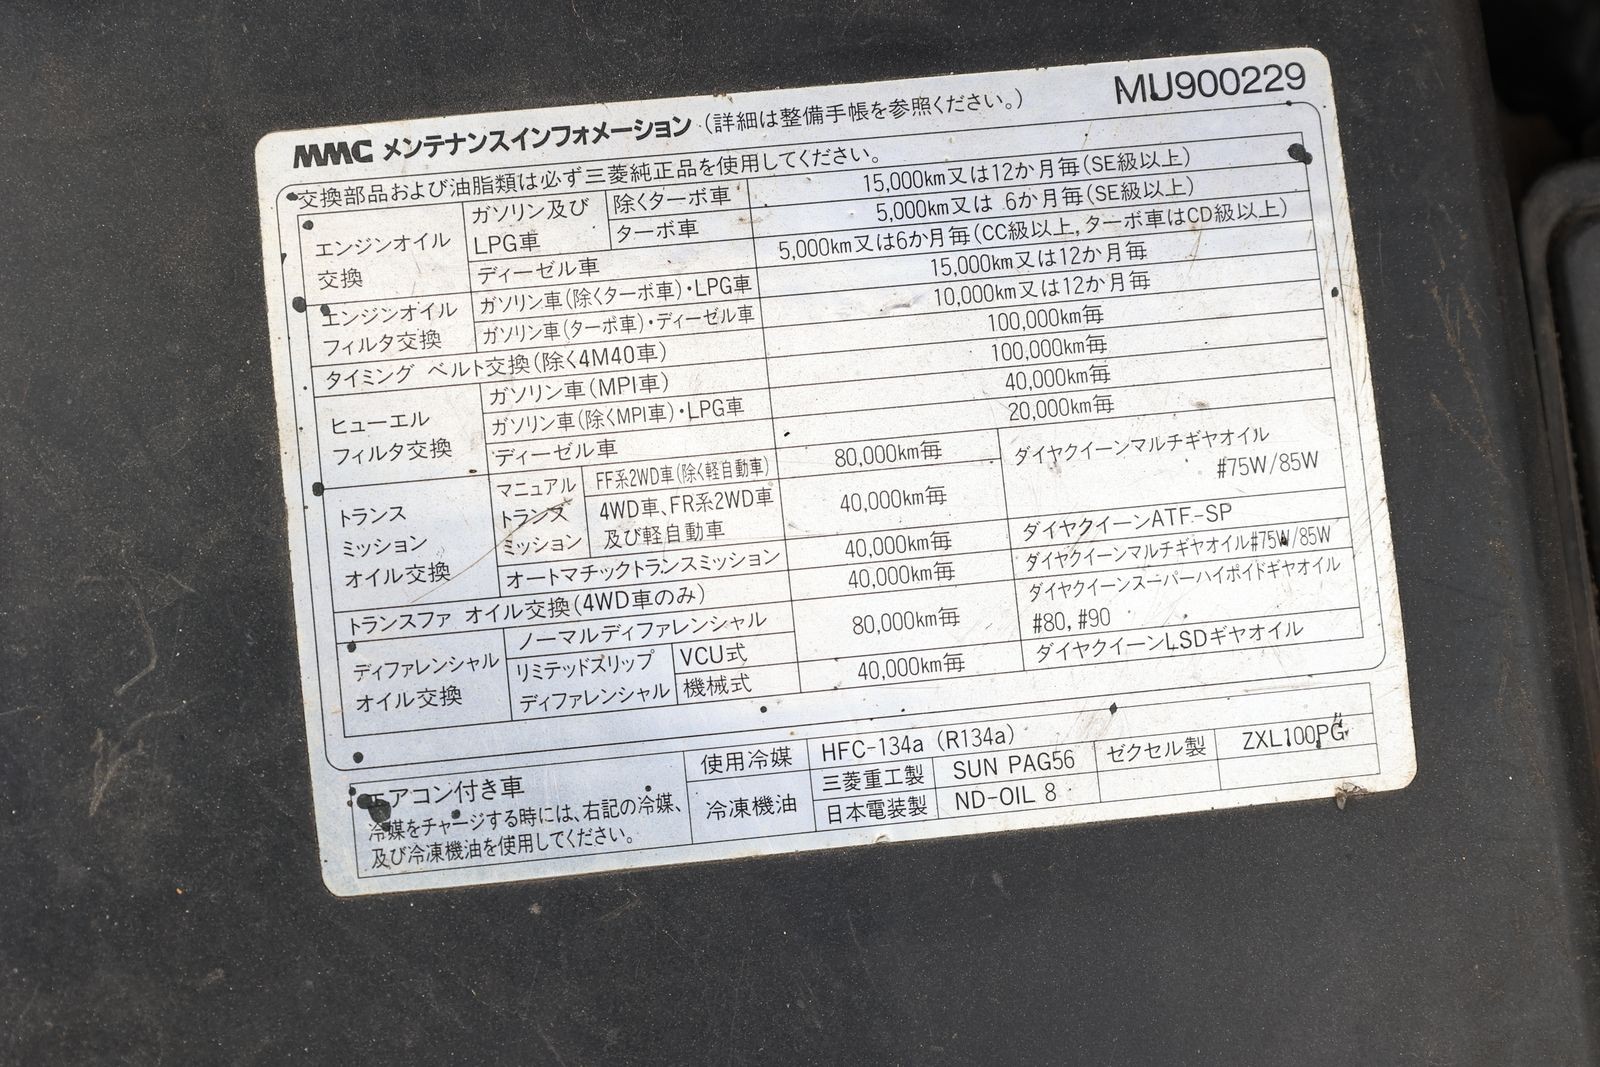 MMC メンテナンスインフォメーション (詳細は整備手帳を参照ください。) MU900229
交換部品および油脂類は必ず三菱純正品を使用してください。
エンジンオイル交換 ガソリン及びLPG車 除くターボ車 15,000km又は12か月毎(SE級以上)
ターボ車 5,000km又は 6か月毎(SE級以上)
ディーゼル車 5,000km又は6か月毎(CC級以上,ターボ車はCD級以上)
エンジンオイルフィルタ交換 ガソリン車(除くターボ車)・LPG車 15,000km又は12か月毎
ガソリン車(ターボ車)・ディーゼル車 10,000km又は12か月毎
タイミング ベルト交換(除く4M40車) 100,000km毎
ヒューエルフィルタ交換 ガソリン車(MPI車) 100,000km毎
ガソリン車(除くMPI車)・LPG車 40,000km毎
ディーゼル車 20,000km毎
トランスミッションオイル交換 マニュアルトランスミッション FF系2WD車(除く軽自動車) 80,000km毎 ダイヤクイーンマルチギヤオイル #75W/85W
4WD車、FR系2WD車及び軽自動車 40,000km毎
オートマチックトランスミッション 40,000km毎 ダイヤクイーンATF-SP
トランスファ オイル交換(4WD車のみ) 40,000km毎 ダイヤクイーンマルチギヤオイル#75W/85W
ディファレンシャルオイル交換 ノーマルディファレンシャル 80,000km毎 ダイヤクイーンスーパーハイポイドギヤオイル #80, #90
リミテッドスリップディファレンシャル VCU式
機械式 40,000km毎 ダイヤクイーンLSDギヤオイル
エアコン付き車
冷媒をチャージする時には、右記の冷媒、
及び冷凍機油を使用してください。
使用冷媒 HFC-134a (R134a)
冷凍機油 三菱重工製 SUN PAG56 ゼクセル製 ZXL100PG
日本電装製 ND-OIL 8